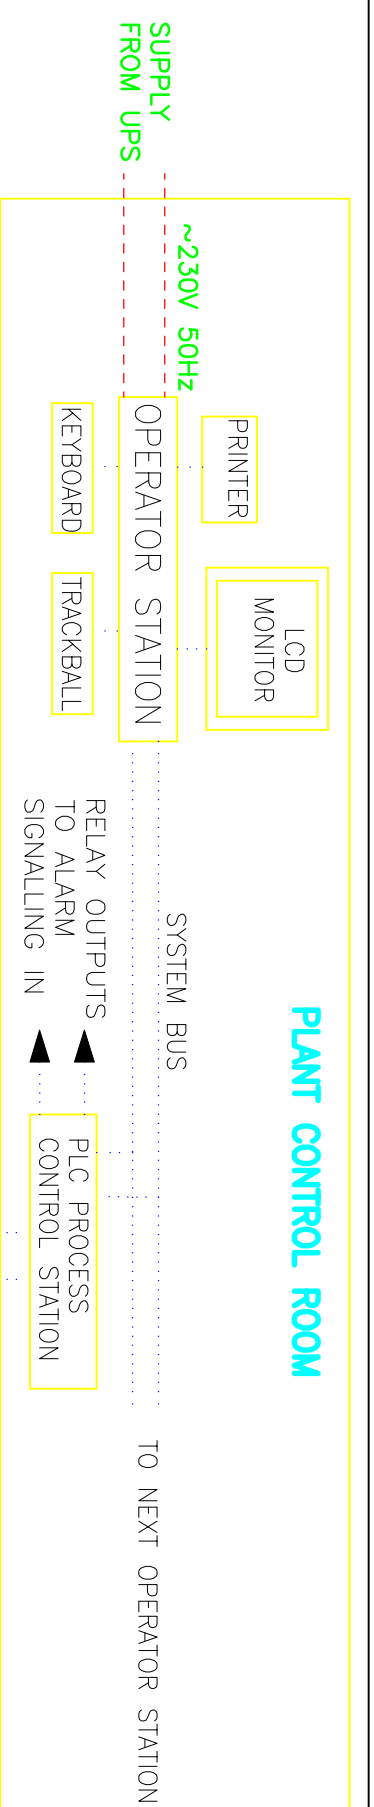 PLANT CONTROL ROOM
SUPPLY
FROM UPS
~230V 50Hz
PRINTER
LCD
MONITOR
OPERATOR STATION
KEYBOARD
TRACKBALL
SYSTEM BUS
RELAY OUTPUTS
TO ALARM
SIGNALLING IN
PLC PROCESS
CONTROL STATION
TO NEXT OPERATOR STATION